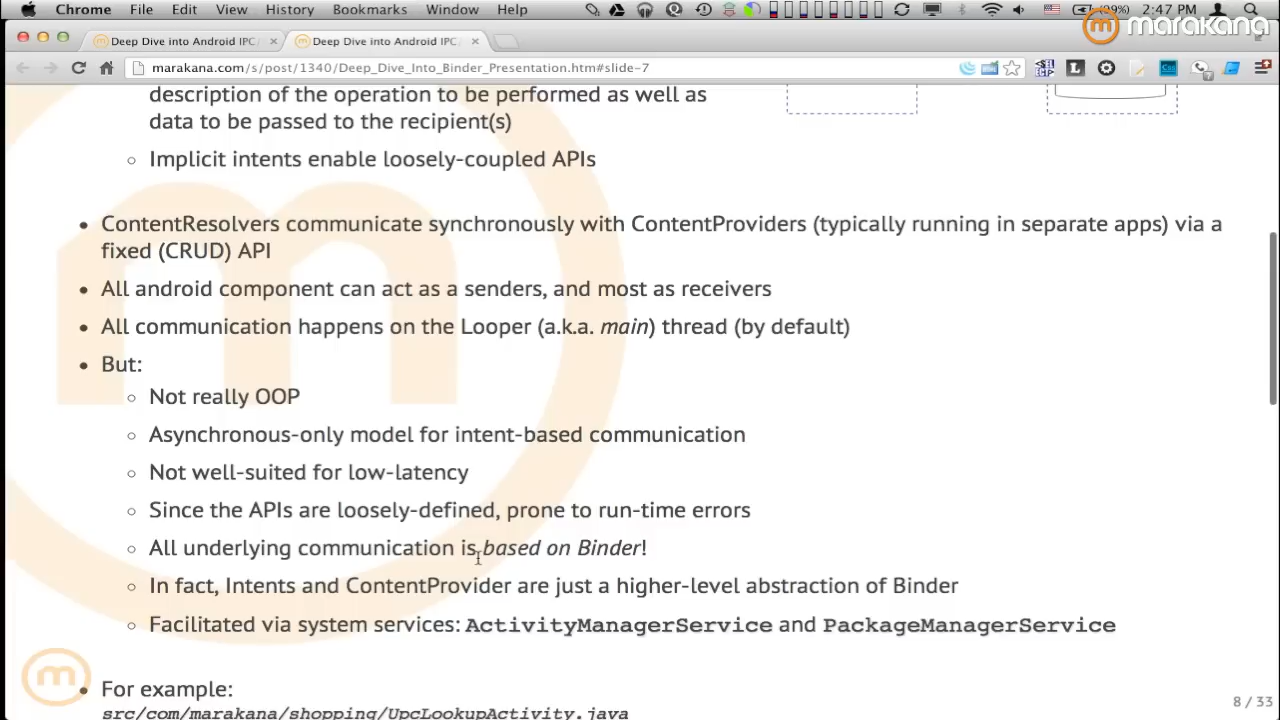 Chrome File Edit View History Bookmarks Window Help (99%) 2:47 PM
marakana
Deep Dive into Android IPC/ × Deep Dive into Android IPC/ ×
marakana.com/s/post/1340/Deep_Dive_Into_Binder_Presentation.htm#slide-7
description of the operation to be performed as well as
data to be passed to the recipient(s)
Implicit intents enable loosely-coupled APIs
ContentResolvers communicate synchronously with ContentProviders (typically running in separate apps) via a
fixed (CRUD) API
All android component can act as a senders, and most as receivers
All communication happens on the Looper (a.k.a. main) thread (by default)
But:
Not really OOP
Asynchronous-only model for intent-based communication
Not well-suited for low-latency
Since the APIs are loosely-defined, prone to run-time errors
All underlying communication is based on Binder!
In fact, Intents and ContentProvider are just a higher-level abstraction of Binder
Facilitated via system services: ActivityManagerService and PackageManagerService
For example:
src/com/marakana/shopping/UpcLookupActivity.java
8 / 33